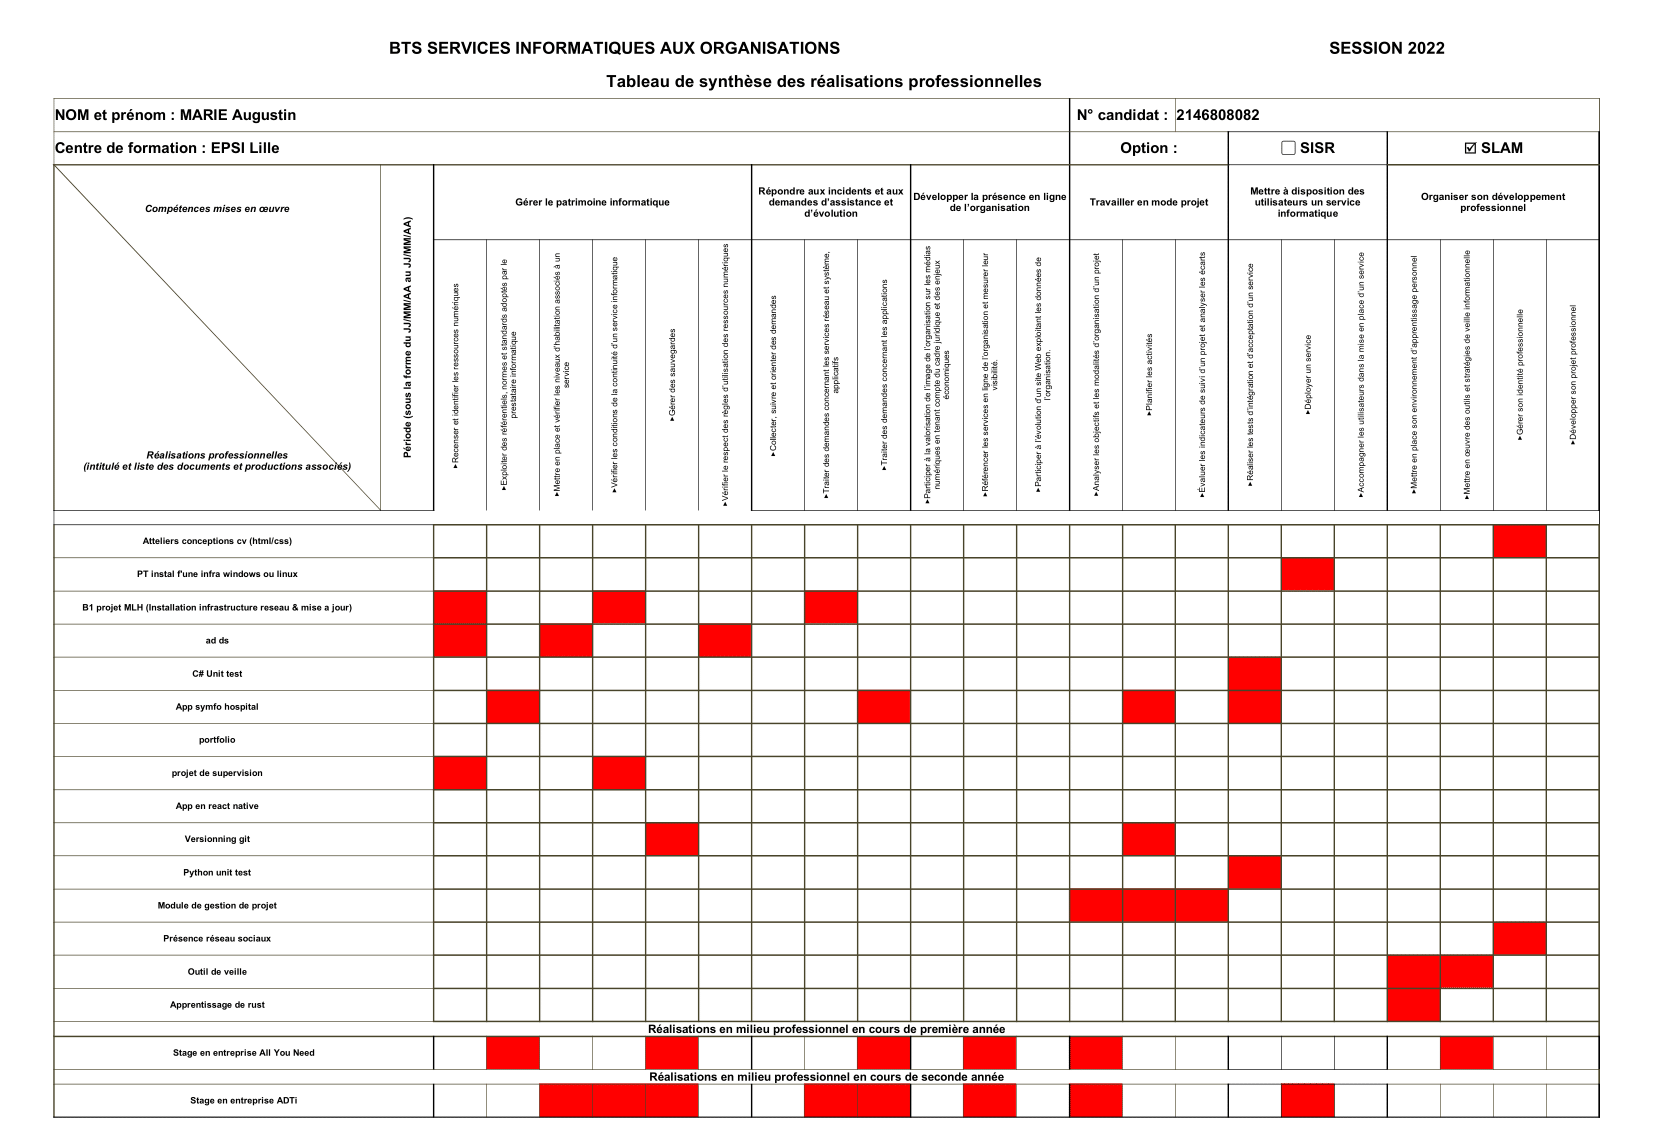 BTS SERVICES INFORMATIQUES AUX ORGANISATIONS SESSION 2022
Tableau de synthèse des réalisations professionnelles
NOM et prénom : MARIE Augustin N° candidat : 2146808082
Centre de formation : EPSI Lille Option : ☐ SISR ☑ SLAM
Compétences mises en œuvre
Réalisations professionnelles
(intitulé et liste des documents et productions associés)
Période (sous la forme du JJ/MM/AA au JJ/MM/AA)
Gérer le patrimoine informatique
Répondre aux incidents et aux
demandes d'assistance et
d'évolution
Développer la présence en ligne
de l'organisation
Travailler en mode projet
Mettre à disposition des
utilisateurs un service
informatique
Organiser son développement
professionnel
▸Recenser et identifier les ressources numériques
▸Exploiter des référentiels, normes et standards adoptés par le
prestataire informatique
▸Mettre en place et vérifier les niveaux d'habilitation associés à un
service
▸Vérifier les conditions de la continuité d'un service informatique
▸Gérer des sauvegardes
▸Vérifier le respect des règles d'utilisation des ressources numériques
▸Collecter, suivre et orienter des demandes
▸Traiter des demandes concernant les services réseau et système,
applicatifs
▸Traiter des demandes concernant les applications
▸Participer à la valorisation de l'image de l'organisation sur les médias
numériques en tenant compte du cadre juridique et des enjeux
économiques
▸Référencer les services en ligne de l'organisation et mesurer leur
visibilité.
▸Participer à l'évolution d'un site Web exploitant les données de
l'organisation.
▸Analyser les objectifs et les modalités d'organisation d'un projet
▸Planifier les activités
▸Évaluer les indicateurs de suivi d'un projet et analyser les écarts
▸Réaliser les tests d'intégration et d'acceptation d'un service
▸Déployer un service
▸Accompagner les utilisateurs dans la mise en place d'un service
▸Mettre en place son environnement d'apprentissage personnel
▸Mettre en œuvre des outils et stratégies de veille informationnelle
▸Gérer son identité professionnelle
▸Développer son projet professionnel
Atteliers conceptions cv (html/css)
PT instal f'une infra windows ou linux
B1 projet MLH (Installation infrastructure reseau & mise a jour)
ad ds
C# Unit test
App symfo hospital
portfolio
projet de supervision
App en react native
Versionning git
Python unit test
Module de gestion de projet
Présence réseau sociaux
Outil de veille
Apprentissage de rust
Réalisations en milieu professionnel en cours de première année
Stage en entreprise All You Need
Réalisations en milieu professionnel en cours de seconde année
Stage en entreprise ADTi